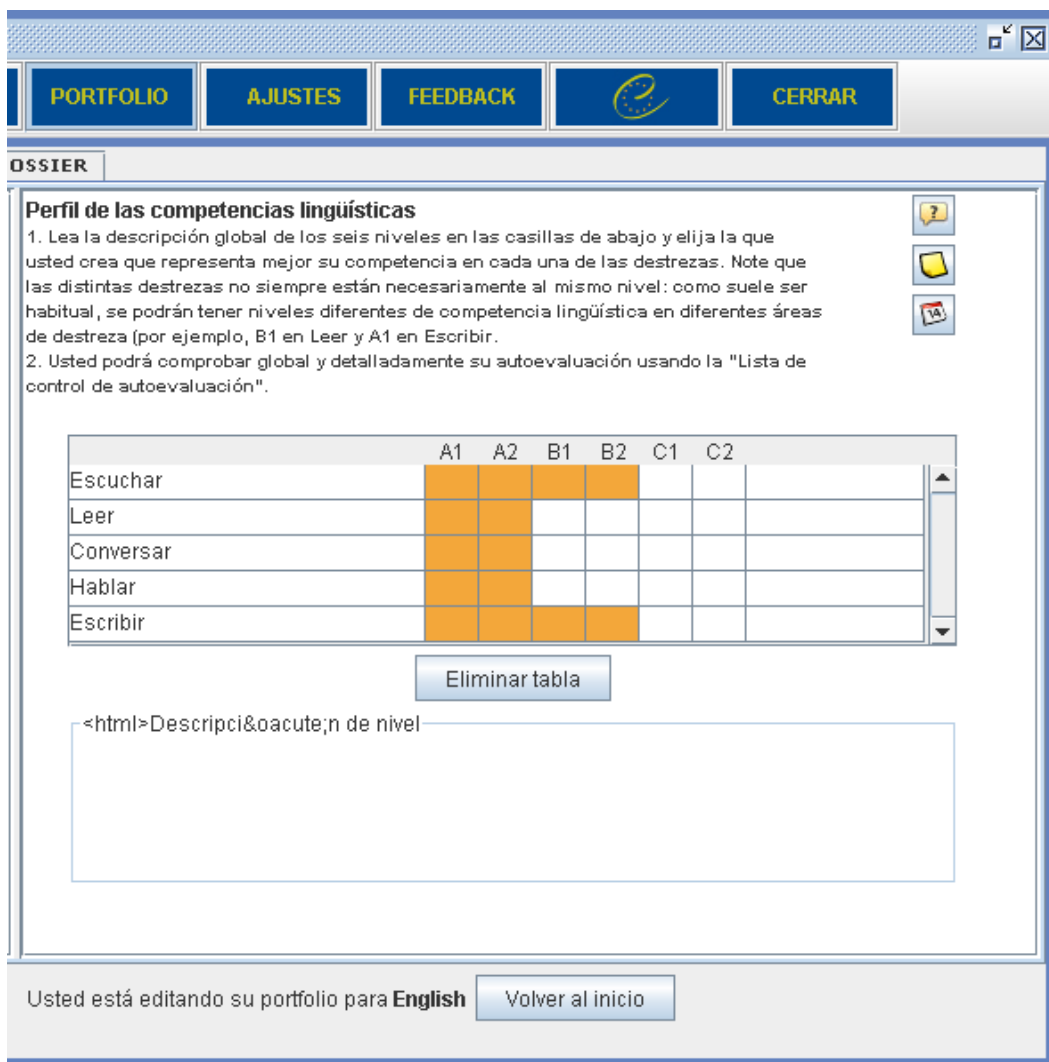 PORTFOLIO AJUSTES FEEDBACK CERRAR
OSSIER
Perfil de las competencias lingüísticas
1. Lea la descripción global de los seis niveles en las casillas de abajo y elija la que
usted crea que representa mejor su competencia en cada una de las destrezas. Note que
las distintas destrezas no siempre están necesariamente al mismo nivel: como suele ser
habitual, se podrán tener niveles diferentes de competencia lingüística en diferentes áreas
de destreza (por ejemplo, B1 en Leer y A1 en Escribir.
2. Usted podrá comprobar global y detalladamente su autoevaluación usando la "Lista de
control de autoevaluación".
?
14
A1 A2 B1 B2 C1 C2
Escuchar
Leer
Conversar
Hablar
Escribir
Eliminar tabla
<html>Descripci&oacute;n de nivel
Usted está editando su portfolio para English Volver al inicio